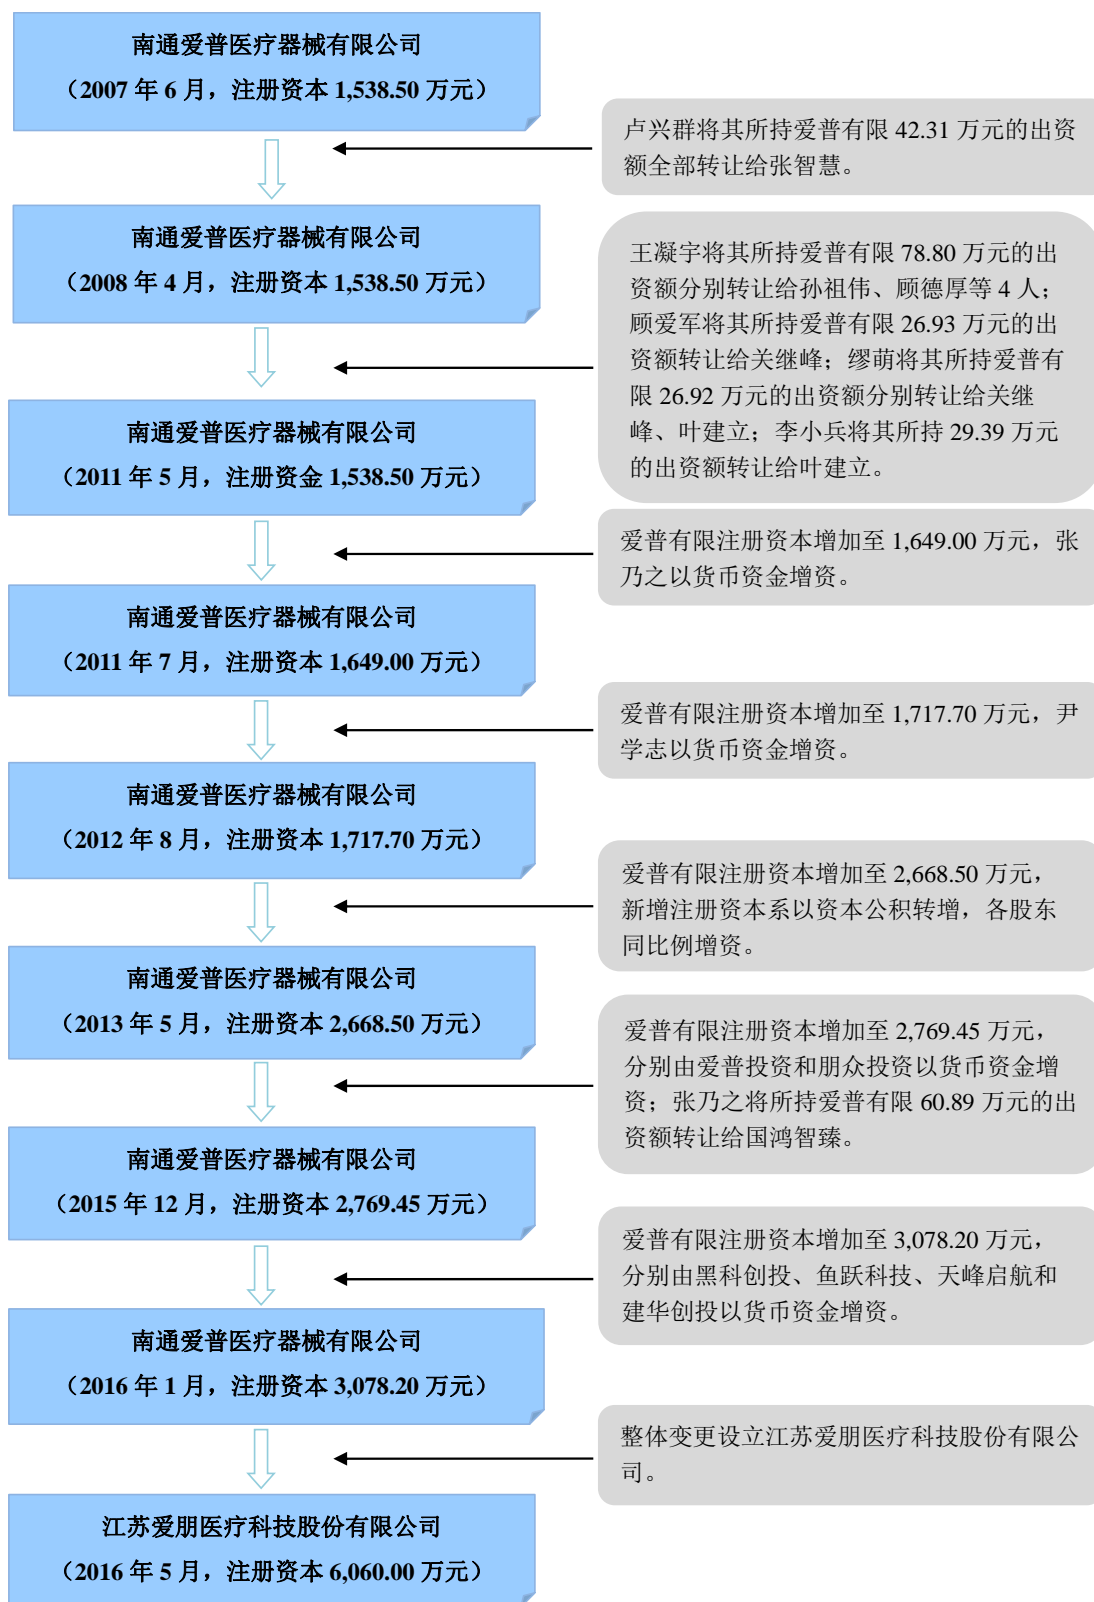 南通爱普医疗器械有限公司
（2007 年 6 月，注册资本 1,538.50 万元）
卢兴群将其所持爱普有限 42.31 万元的出资
额全部转让给张智慧。
南通爱普医疗器械有限公司
（2008 年 4 月，注册资本 1,538.50 万元）
王凝宇将其所持爱普有限 78.80 万元的出
资额分别转让给孙祖伟、顾德厚等 4 人；
顾爱军将其所持爱普有限 26.93 万元的出
资额转让给关继峰；缪萌将其所持爱普有
限 26.92 万元的出资额分别转让给关继
峰、叶建立；李小兵将其所持 29.39 万元
的出资额转让给叶建立。
南通爱普医疗器械有限公司
（2011 年 5 月，注册资金 1,538.50 万元）
爱普有限注册资本增加至 1,649.00 万元，张
乃之以货币资金增资。
南通爱普医疗器械有限公司
（2011 年 7 月，注册资本 1,649.00 万元）
爱普有限注册资本增加至 1,717.70 万元，尹
学志以货币资金增资。
南通爱普医疗器械有限公司
（2012 年 8 月，注册资本 1,717.70 万元）
爱普有限注册资本增加至 2,668.50 万元，
新增注册资本系以资本公积转增，各股东
同比例增资。
南通爱普医疗器械有限公司
（2013 年 5 月，注册资本 2,668.50 万元）
爱普有限注册资本增加至 2,769.45 万元，
分别由爱普投资和朋众投资以货币资金增
资；张乃之将所持爱普有限 60.89 万元的出
资额转让给国鸿智臻。
南通爱普医疗器械有限公司
（2015 年 12 月，注册资本 2,769.45 万元）
爱普有限注册资本增加至 3,078.20 万元，
分别由黑科创投、鱼跃科技、天峰启航和
建华创投以货币资金增资。
南通爱普医疗器械有限公司
（2016 年 1 月，注册资本 3,078.20 万元）
整体变更设立江苏爱朋医疗科技股份有限公
司。
江苏爱朋医疗科技股份有限公司
（2016 年 5 月，注册资本 6,060.00 万元）